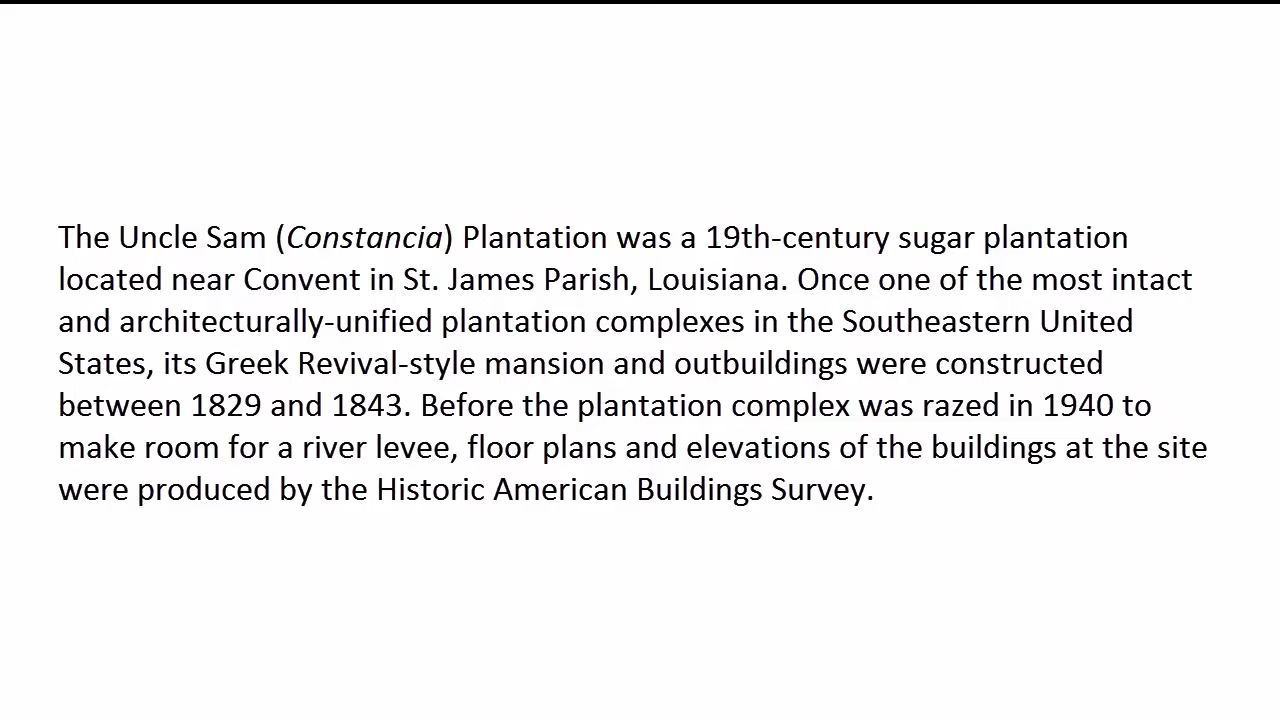 The Uncle Sam (Constancia) Plantation was a 19th-century sugar plantation
located near Convent in St. James Parish, Louisiana. Once one of the most intact
and architecturally-unified plantation complexes in the Southeastern United
States, its Greek Revival-style mansion and outbuildings were constructed
between 1829 and 1843. Before the plantation complex was razed in 1940 to
make room for a river levee, floor plans and elevations of the buildings at the site
were produced by the Historic American Buildings Survey.